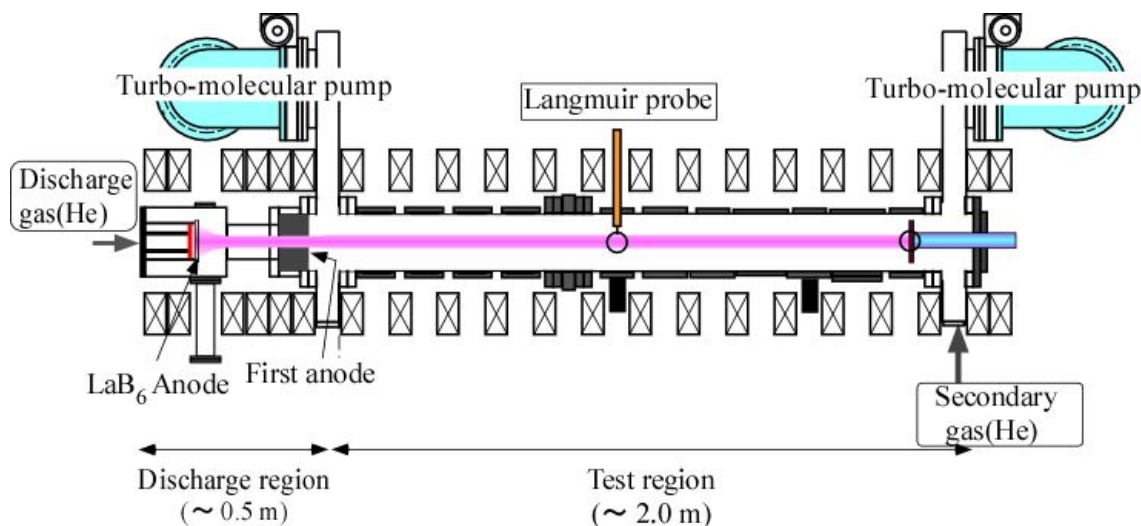 Turbo-molecular pump
Langmuir probe
Turbo-molecular pump
Discharge
gas(He)
LaB6 Anode
First anode
Secondary
gas(He)
Discharge region
(~ 0.5 m)
Test region
(~ 2.0 m)